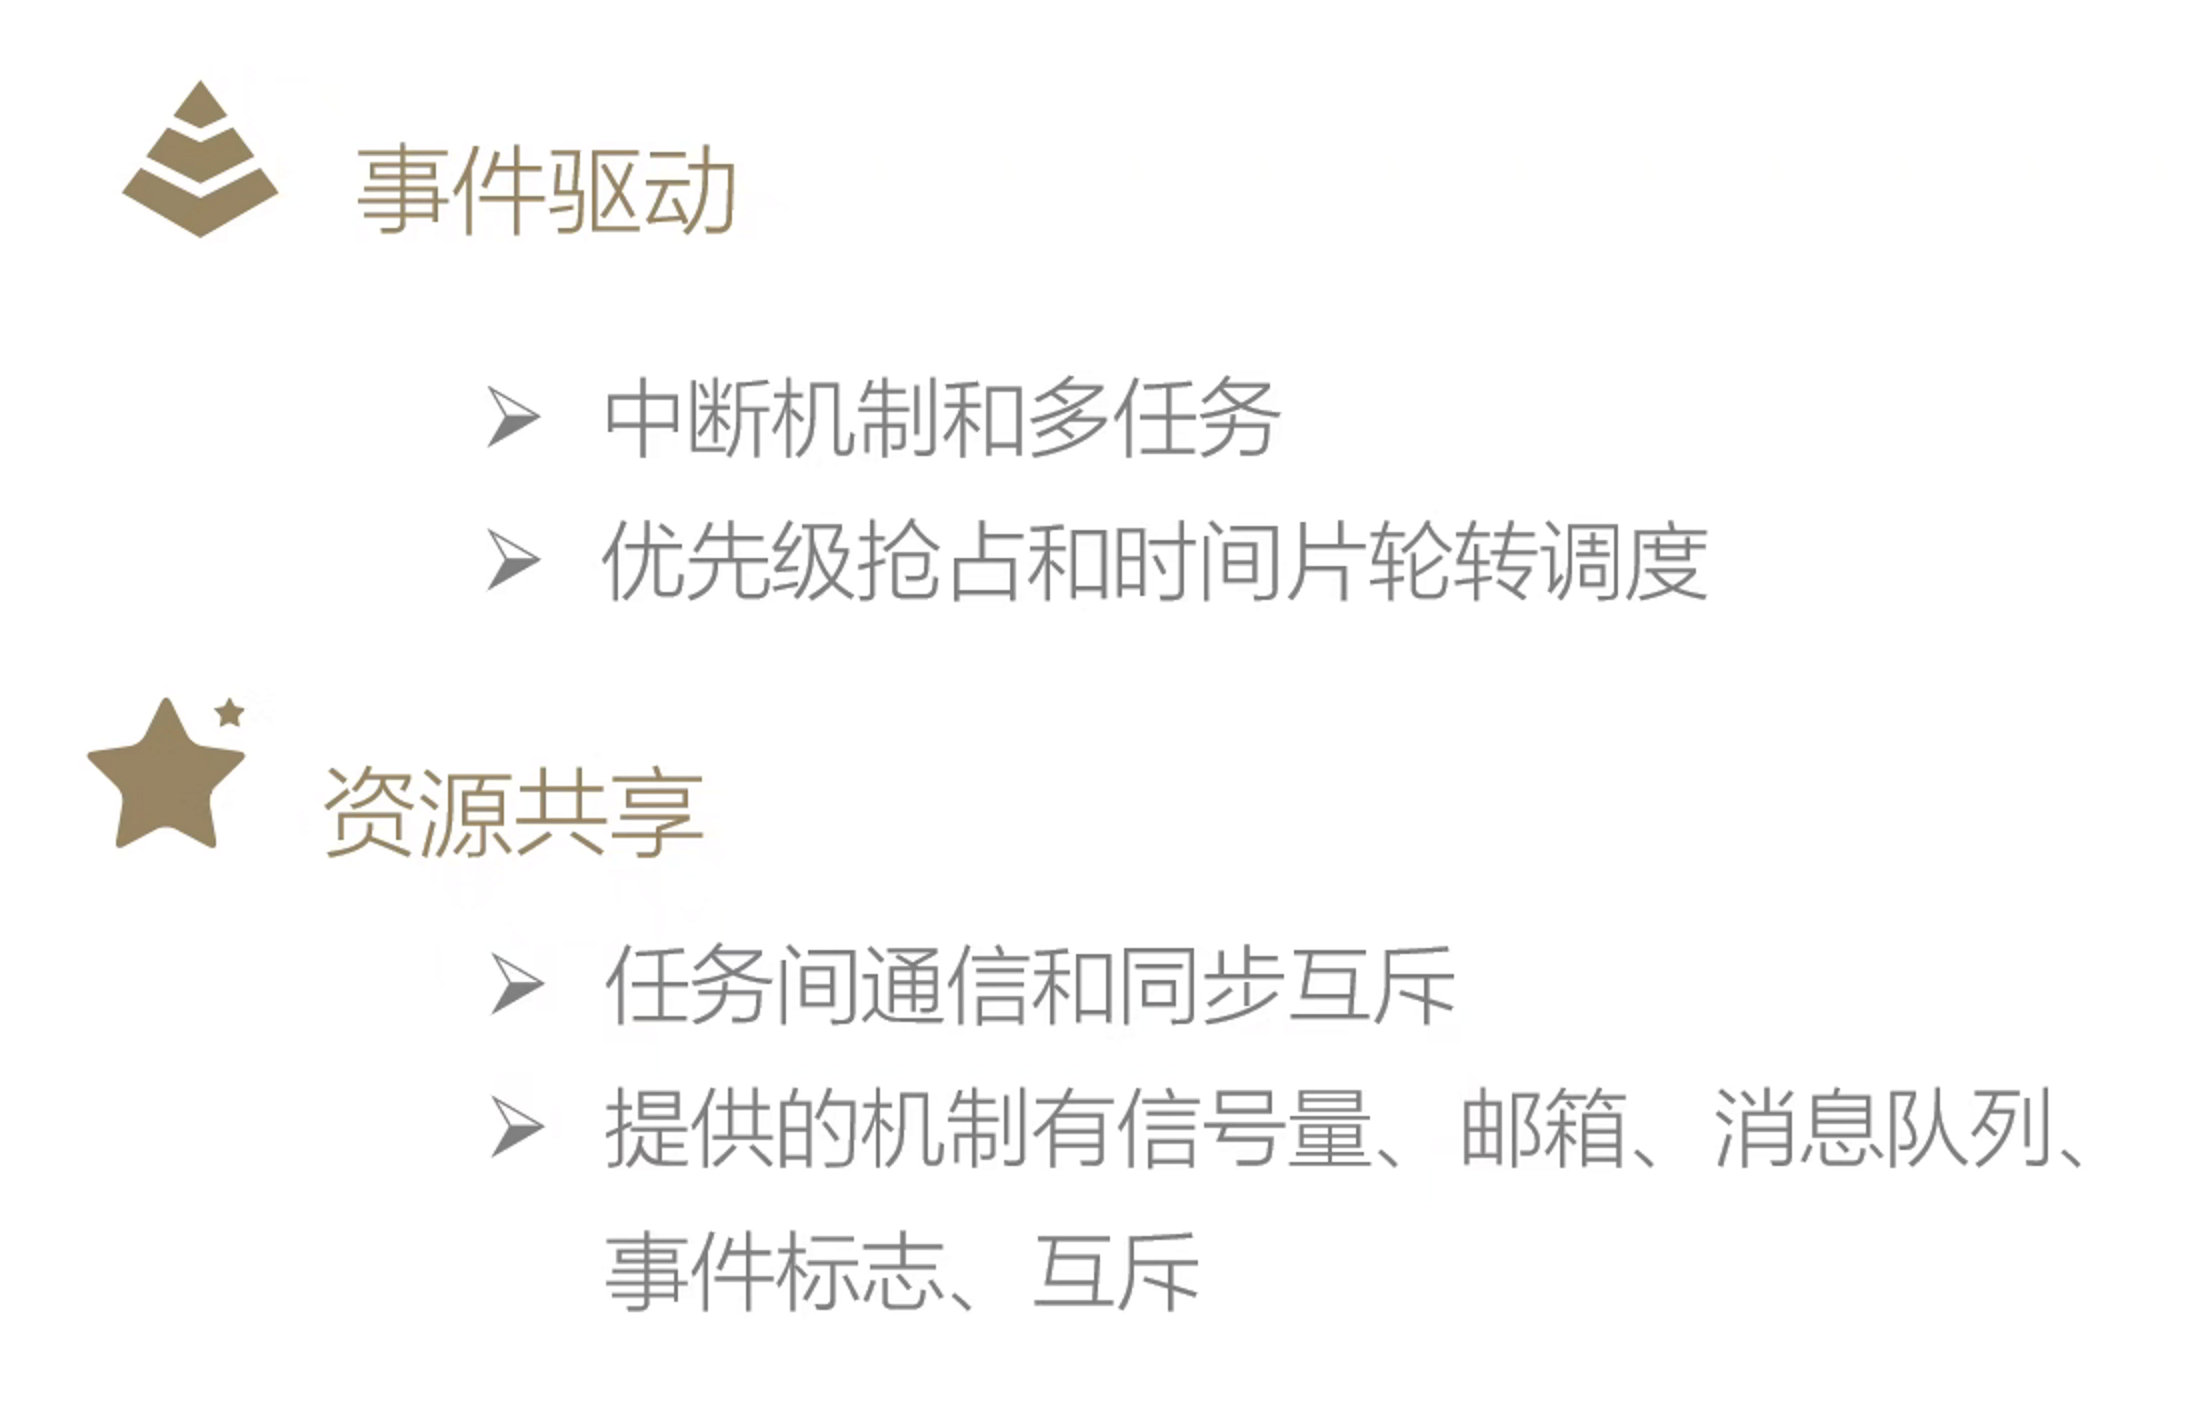 事件驱动
中断机制和多任务
优先级抢占和时间片轮转调度
资源共享
任务间通信和同步互斥
提供的机制有信号量、邮箱、消息队列、
事件标志、互斥